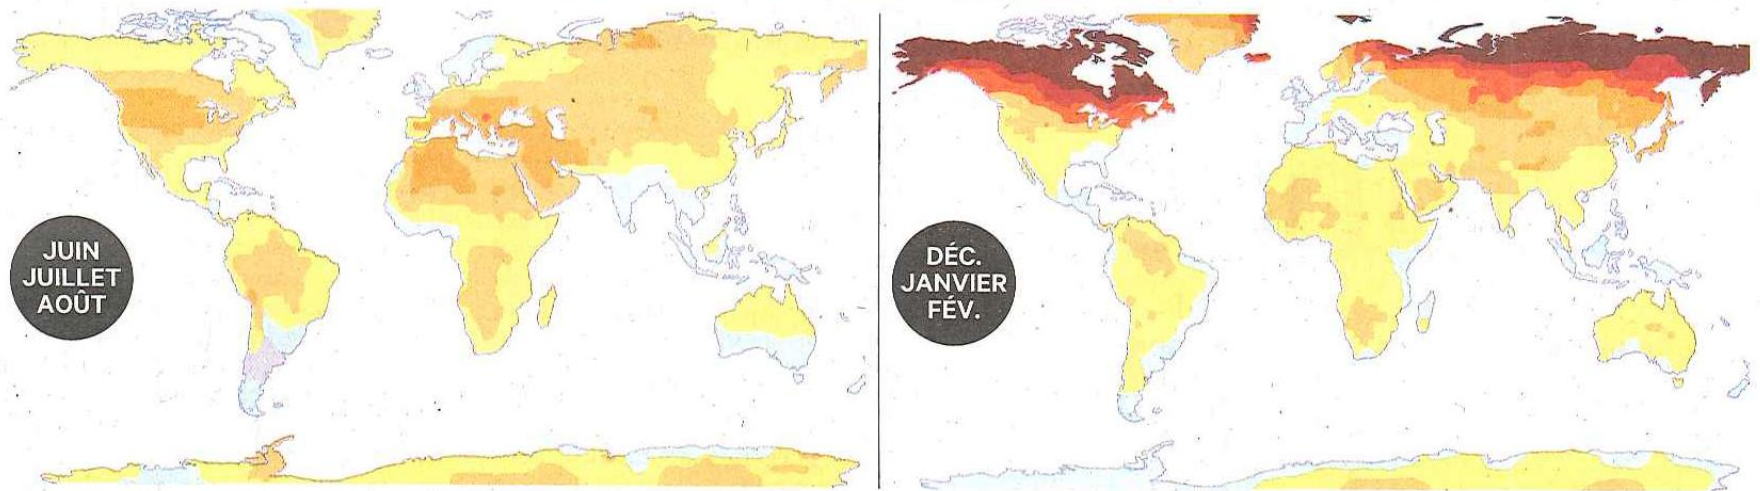 JUIN
JUILLET
AOÛT
DÉC.
JANVIER
FÉV.